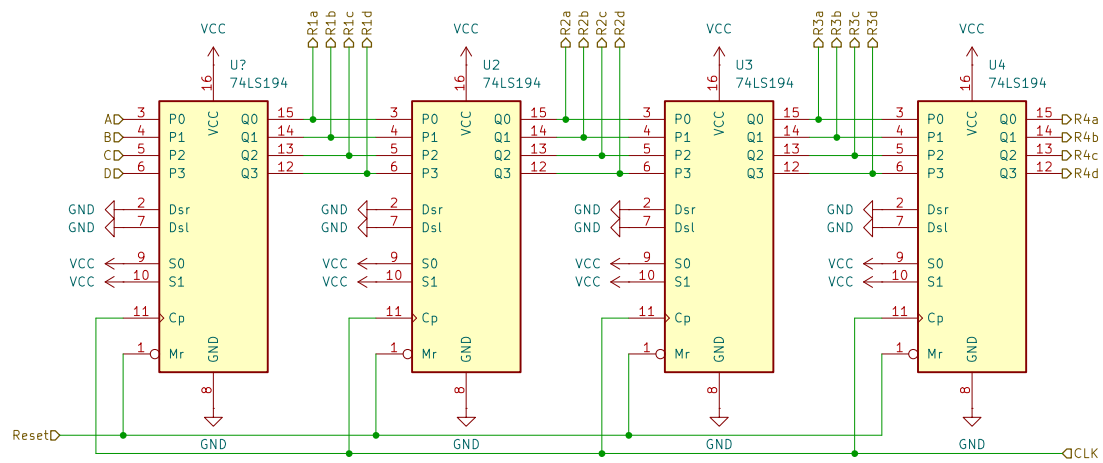 VCC R1a R1b R1c R1d VCC R2a R2b R2c R2d VCC R3a R3b R3c R3d VCC
U? U2 U3 U4
74LS194 74LS194 74LS194 74LS194
16 16 16 16
A 3 P0 VCC Q0 15 3 P0 VCC Q0 15 3 P0 VCC Q0 15 3 P0 VCC Q0 15 R4a
B 4 P1 Q1 14 4 P1 Q1 14 4 P1 Q1 14 4 P1 Q1 14 R4b
C 5 P2 Q2 13 5 P2 Q2 13 5 P2 Q2 13 5 P2 Q2 13 R4c
D 6 P3 Q3 12 6 P3 Q3 12 6 P3 Q3 12 6 P3 Q3 12 R4d
GND 2 Dsr GND 2 Dsr GND 2 Dsr GND 2 Dsr
GND 7 Dsl GND 7 Dsl GND 7 Dsl GND 7 Dsl
VCC 9 S0 VCC 9 S0 VCC 9 S0 VCC 9 S0
VCC 10 S1 VCC 10 S1 VCC 10 S1 VCC 10 S1
11 Cp 11 Cp 11 Cp 11 Cp
1 Mr GND 1 Mr GND 1 Mr GND 1 Mr GND
8 8 8 8
Reset
GND GND GND GND
CLK